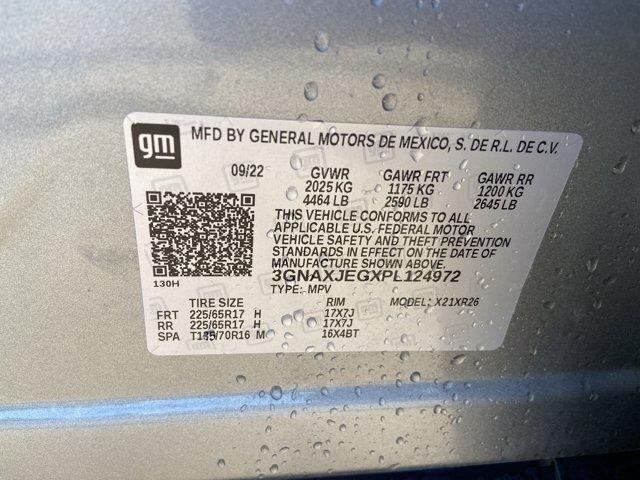 gm MFD BY GENERAL MOTORS DE MEXICO, S. DE R.L. DE C.V.
09/22 GVWR GAWR FRT GAWR RR
2025 KG 1175 KG 1200 KG
4464 LB 2590 LB 2645 LB
THIS VEHICLE CONFORMS TO ALL
APPLICABLE U.S. FEDERAL MOTOR
VEHICLE SAFETY AND THEFT PREVENTION
STANDARDS IN EFFECT ON THE DATE OF
MANUFACTURE SHOWN ABOVE.
3GNAXJEGXPL124972
130H TYPE: MPV
TIRE SIZE RIM MODEL: X21XR26
FRT 225/65R17 H 17X7J
RR 225/65R17 H 17X7J
SPA T135/70R16 M 16X4BT